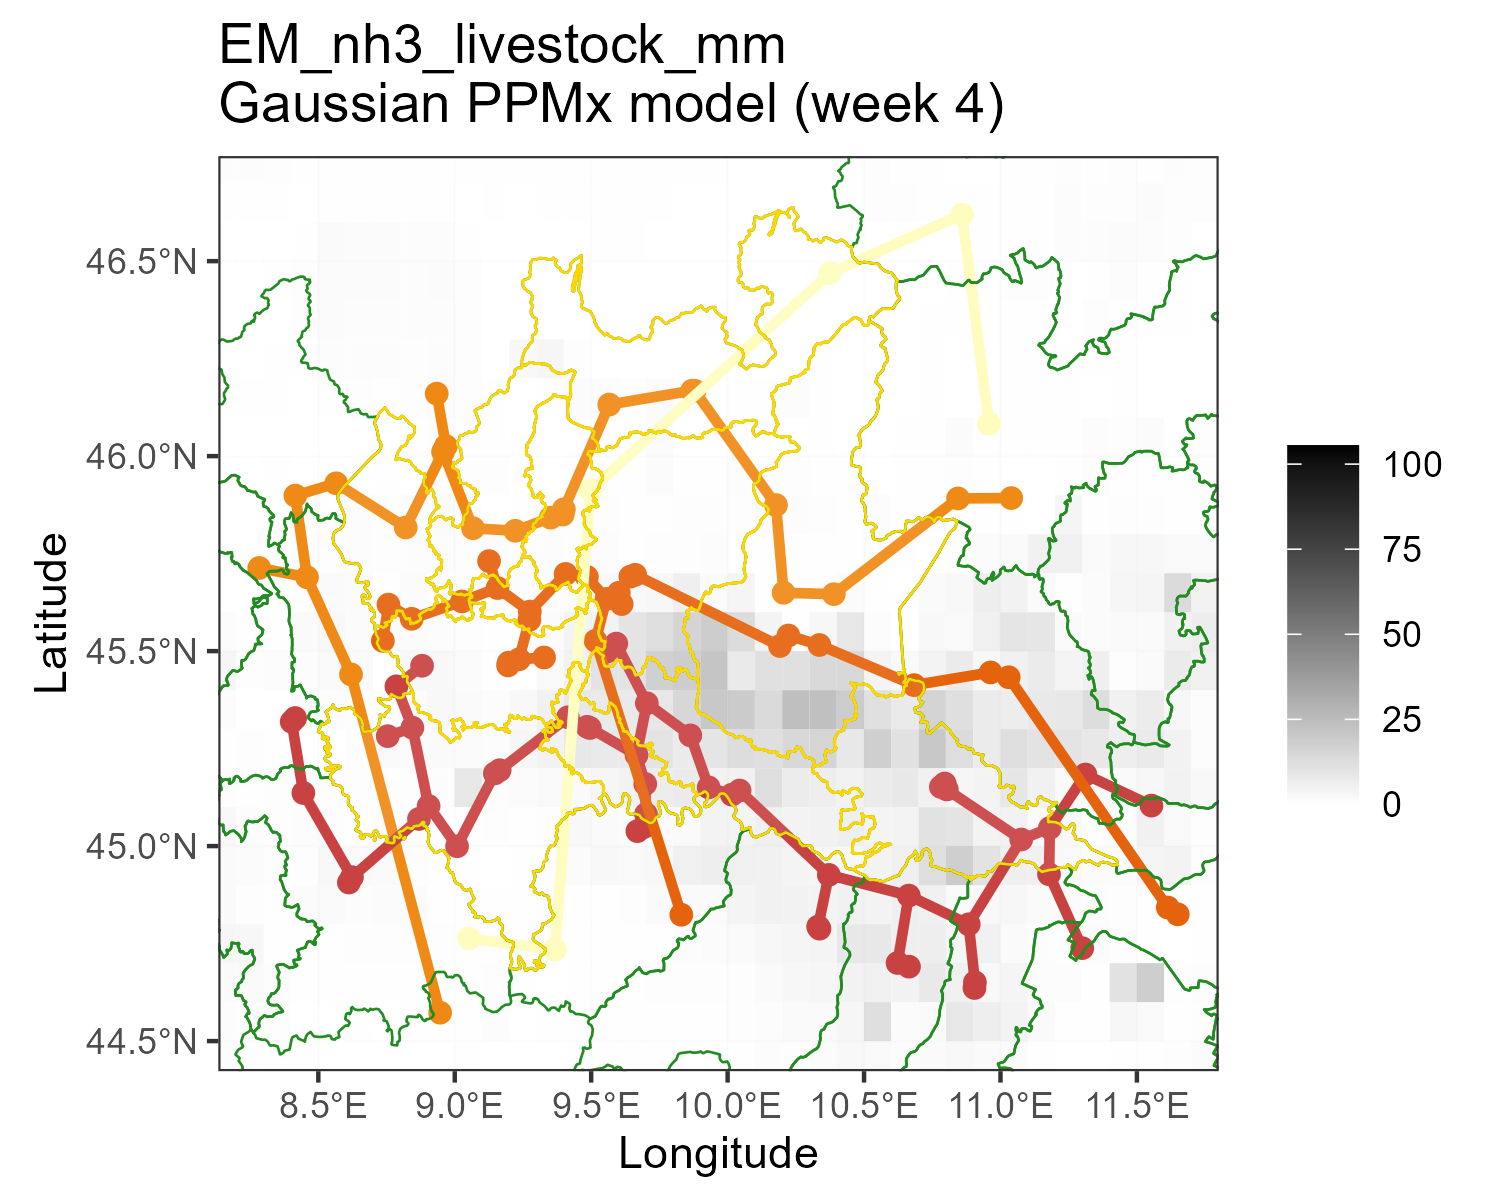 EM_nh3_livestock_mm
Gaussian PPMx model (week 4)
46.5°N
46.0°N
45.5°N
45.0°N
44.5°N
Latitude
8.5°E 9.0°E 9.5°E 10.0°E 10.5°E 11.0°E 11.5°E
Longitude
100
75
50
25
0